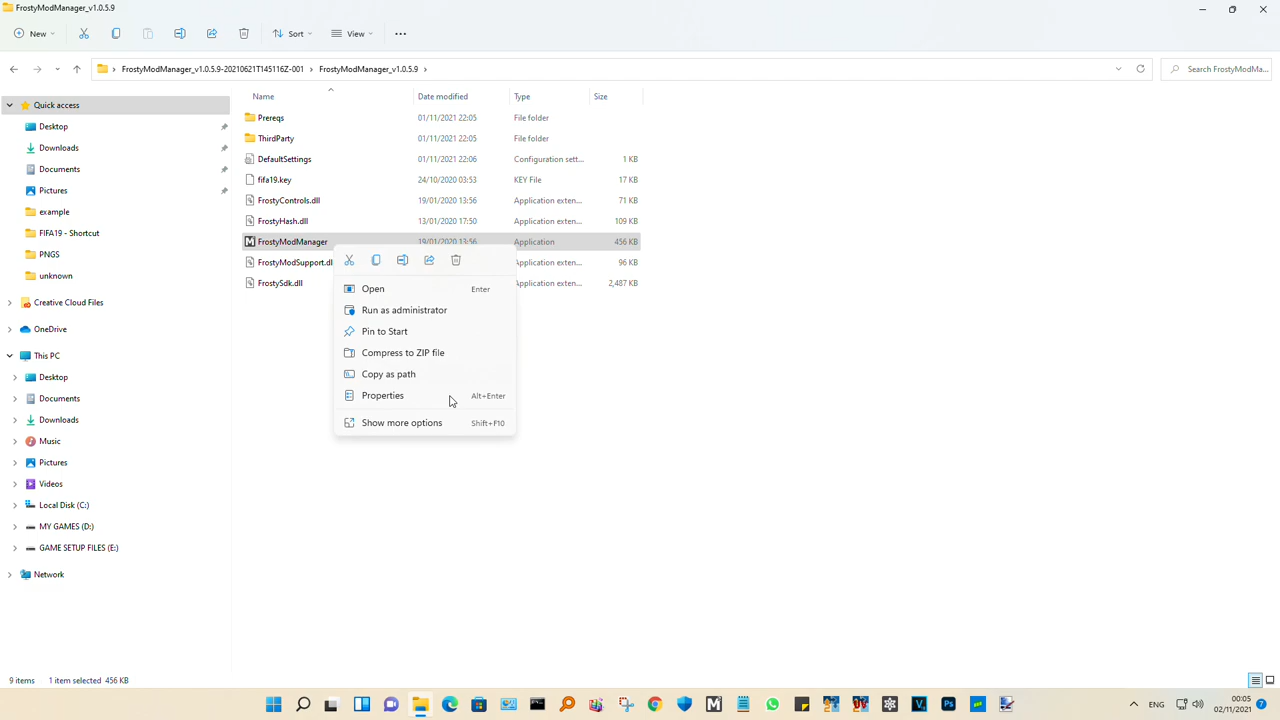 FrostyModManager_v1.0.5.9
New
Sort
View
FrostyModManager_v1.0.5.9-20210621T145116Z-001 > FrostyModManager_v1.0.5.9 >
Search FrostyModMa...
Name Date modified Type Size
Quick access
Desktop
Downloads
Documents
Pictures
example
FIFA19 - Shortcut
PNGS
unknown
Creative Cloud Files
OneDrive
This PC
Desktop
Documents
Downloads
Music
Pictures
Videos
Local Disk (C:)
MY GAMES (D:)
GAME SETUP FILES (E:)
Network
Prereqs 01/11/2021 22:05 File folder
ThirdParty 01/11/2021 22:05 File folder
DefaultSettings 01/11/2021 22:06 Configuration sett... 1 KB
fifa19.key 24/10/2020 03:53 KEY File 17 KB
FrostyControls.dll 19/01/2020 13:56 Application exten... 71 KB
FrostyHash.dll 13/01/2020 17:50 Application exten... 109 KB
FrostyModManager 19/01/2020 13:56 Application 456 KB
FrostyModSupport.dll pplication exten... 96 KB
FrostySdk.dll pplication exten... 2,487 KB
Open Enter
Run as administrator
Pin to Start
Compress to ZIP file
Copy as path
Properties Alt+Enter
Show more options Shift+F10
9 items 1 item selected 456 KB
ENG
00:05
02/11/2021